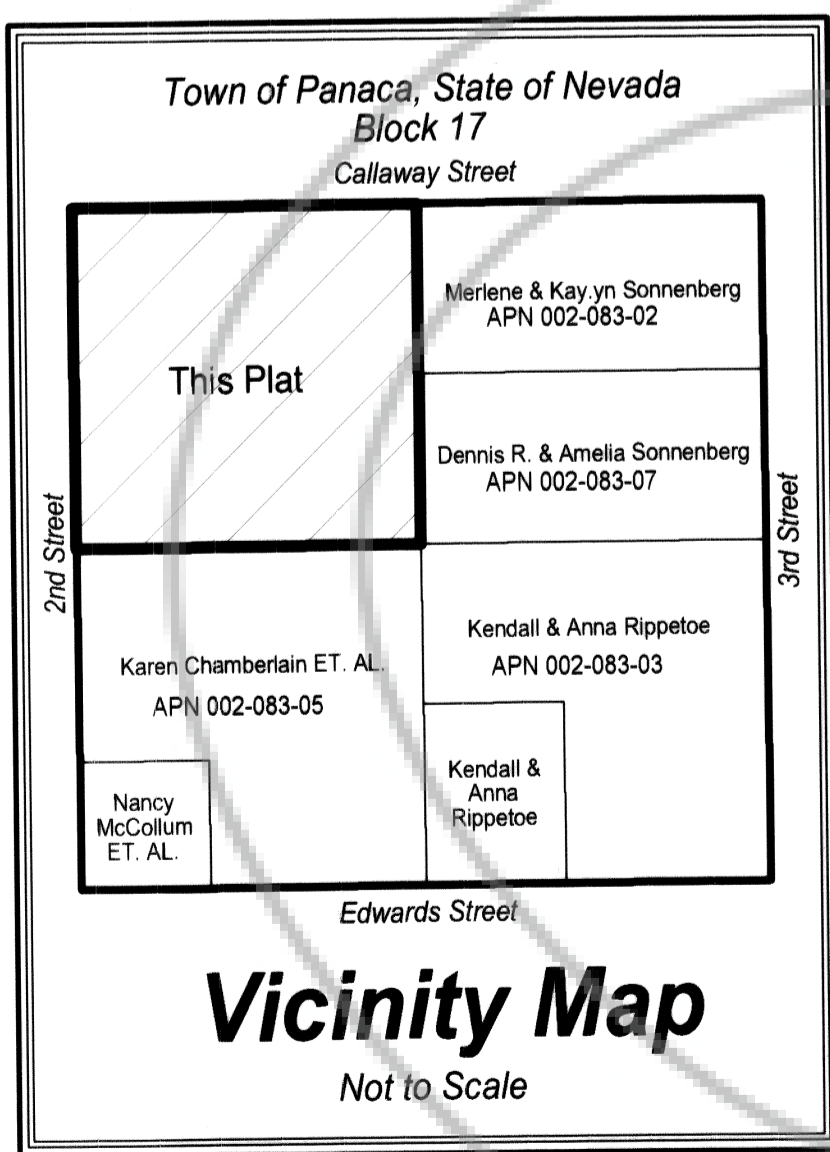 Town of Panaca, State of Nevada
Block 17
Callaway Street
This Plat
Merlene & Kay.yn Sonnenberg
APN 002-083-02
Dennis R. & Amelia Sonnenberg
APN 002-083-07
2nd Street
3rd Street
Karen Chamberlain ET. AL.
APN 002-083-05
Kendall & Anna Rippetoe
APN 002-083-03
Nancy
McCollum
ET. AL.
Kendall &
Anna
Rippetoe
Edwards Street
Vicinity Map
Not to Scale